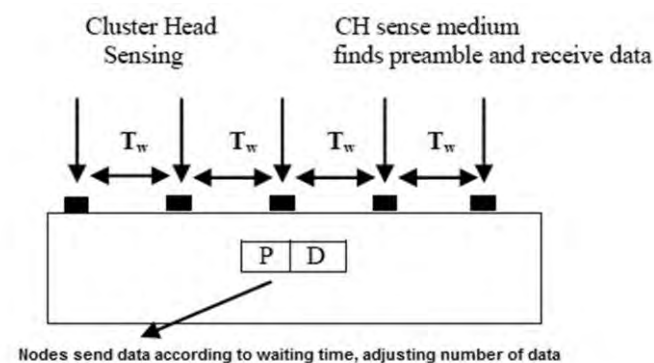 Cluster Head
Sensing
CH sense medium
finds preamble and receive data
Tw Tw Tw Tw
P D
Nodes send data according to waiting time, adjusting number of data